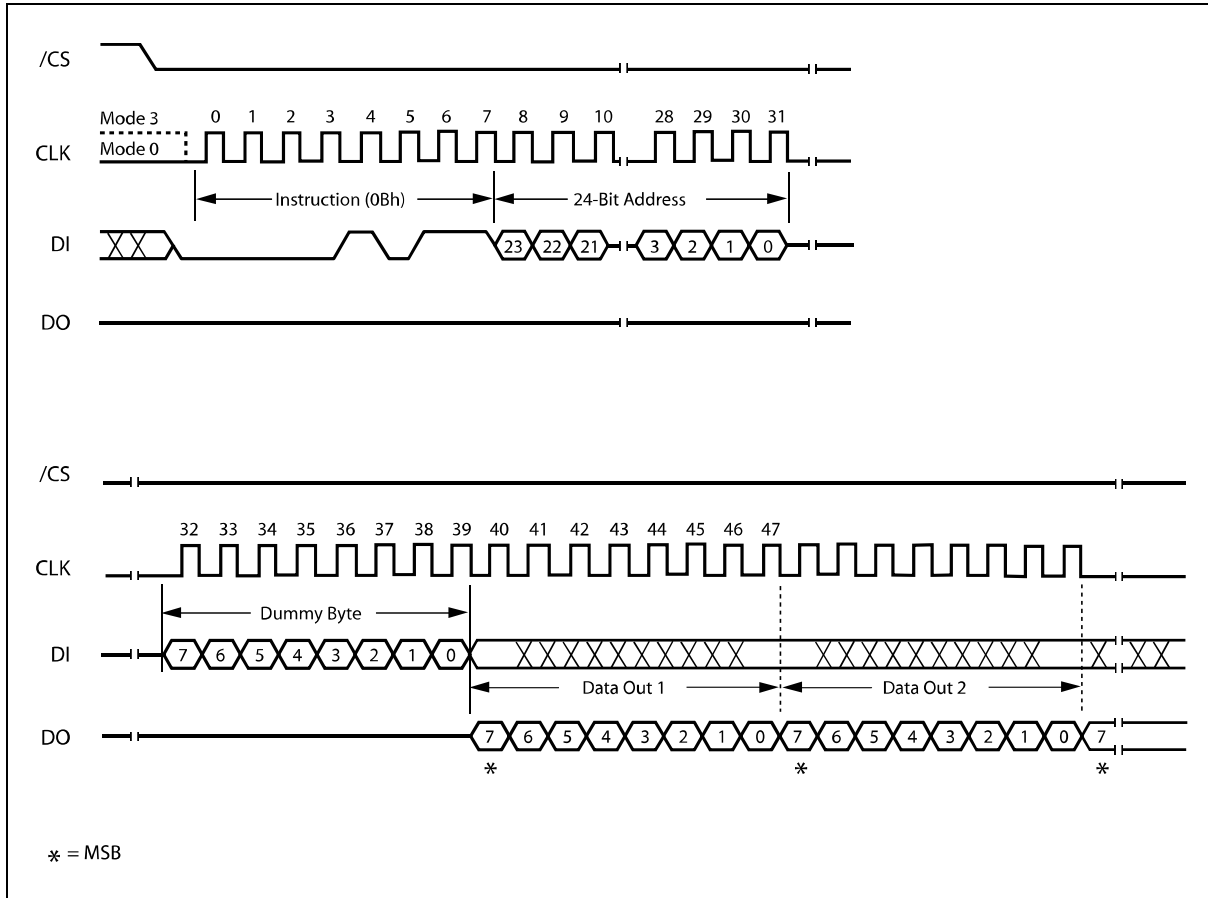 /CS
Mode 3
0 1 2 3 4 5 6 7 8 9 10 28 29 30 31
CLK
Mode 0
Instruction (0Bh)
24-Bit Address
DI
23 22 21 3 2 1 0
DO
/CS
32 33 34 35 36 37 38 39 40 41 42 43 44 45 46 47
CLK
Dummy Byte
DI
7 6 5 4 3 2 1 0
Data Out 1
Data Out 2
DO
7 6 5 4 3 2 1 0 7 6 5 4 3 2 1 0 7
* * *
* = MSB